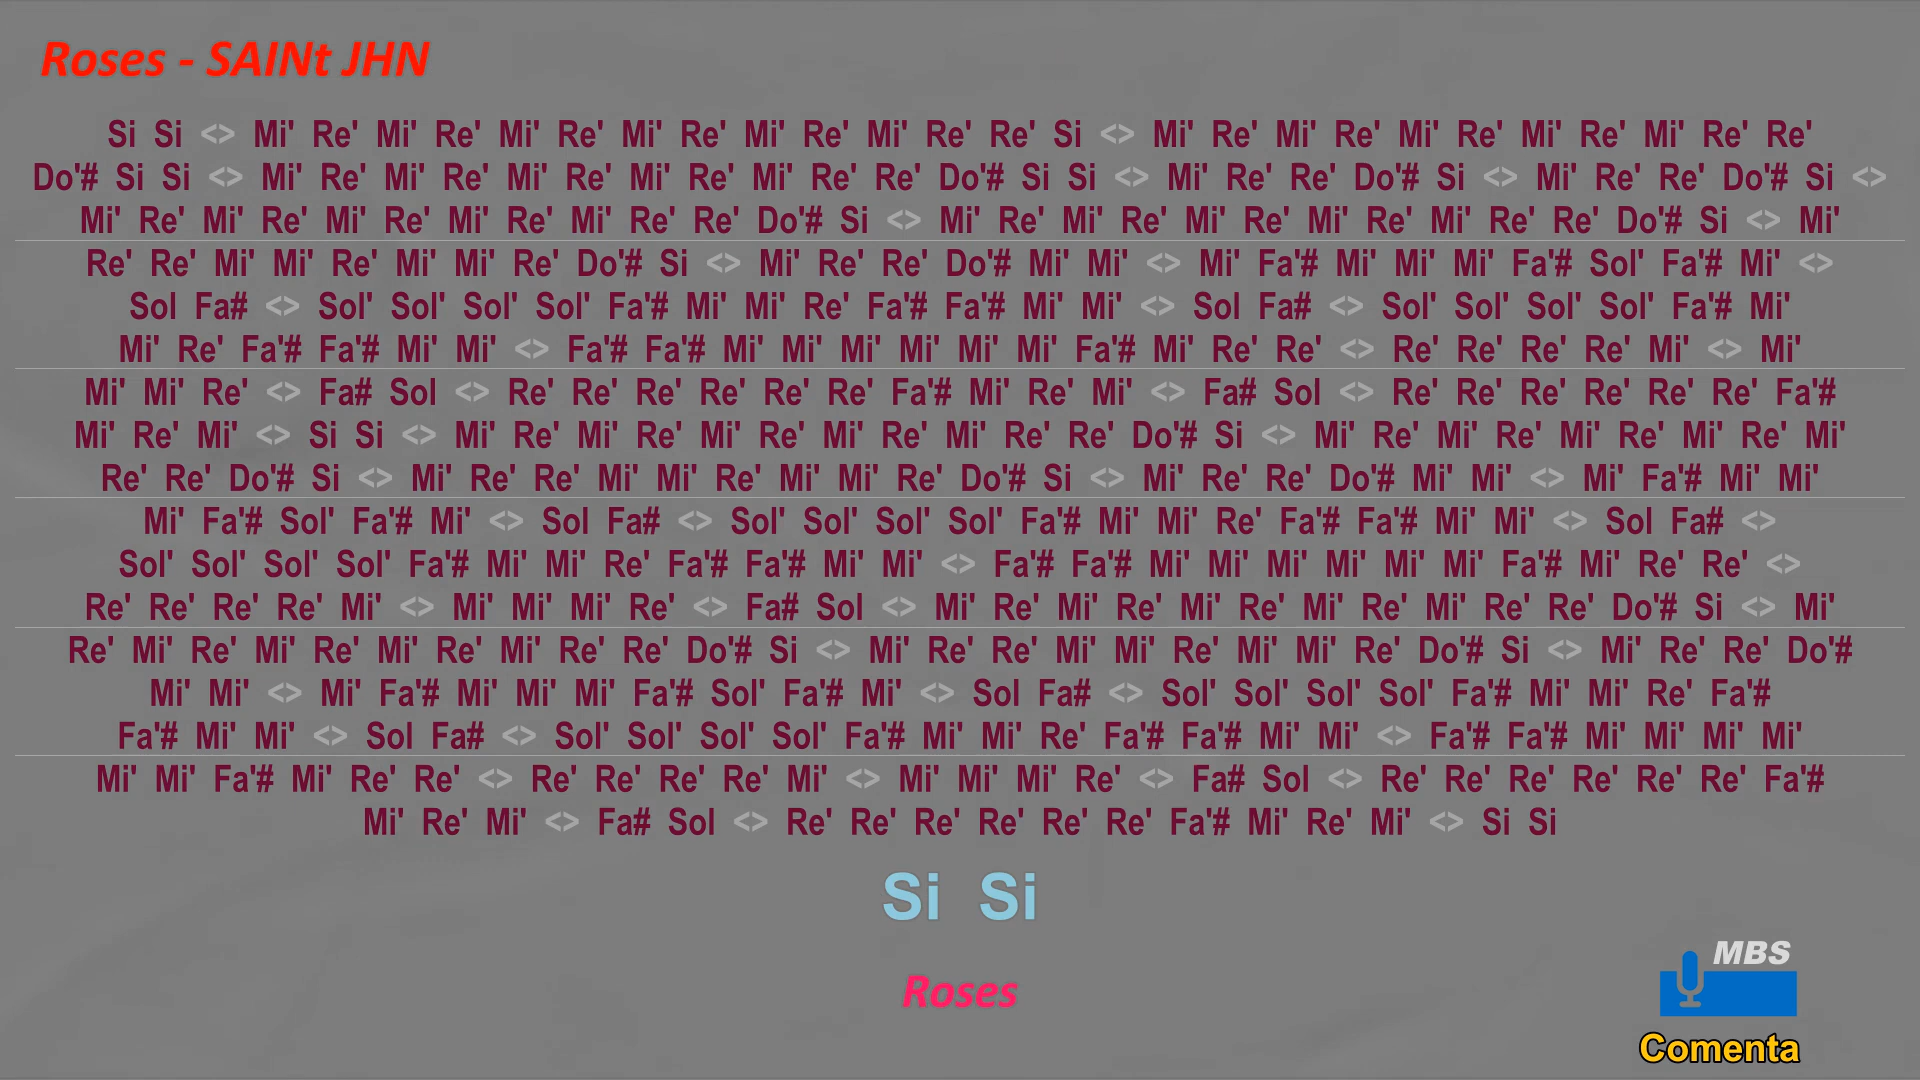 Roses - SAINt JHN
Si Si <> Mi' Re' Mi' Re' Mi' Re' Mi' Re' Mi' Re' Mi' Re' Re' Si <> Mi' Re' Mi' Re' Mi' Re' Mi' Re' Mi' Re' Re'
Do'# Si Si <> Mi' Re' Mi' Re' Mi' Re' Mi' Re' Mi' Re' Re' Do'# Si Si <> Mi' Re' Re' Do'# Si <> Mi' Re' Re' Do'# Si <>
Mi' Re' Mi' Re' Mi' Re' Mi' Re' Mi' Re' Re' Do'# Si <> Mi' Re' Mi' Re' Mi' Re' Mi' Re' Mi' Re' Re' Do'# Si <> Mi'
Re' Re' Mi' Mi' Re' Mi' Mi' Re' Do'# Si <> Mi' Re' Re' Do'# Mi' Mi' <> Mi' Fa'# Mi' Mi' Mi' Fa'# Sol' Fa'# Mi' <>
Sol Fa# <> Sol' Sol' Sol' Sol' Fa'# Mi' Mi' Re' Fa'# Fa'# Mi' Mi' <> Sol Fa# <> Sol' Sol' Sol' Sol' Fa'# Mi'
Mi' Re' Fa'# Fa'# Mi' Mi' <> Fa'# Fa'# Mi' Mi' Mi' Mi' Mi' Mi' Fa'# Mi' Re' Re' <> Re' Re' Re' Re' Mi' <> Mi'
Mi' Mi' Re' <> Fa# Sol <> Re' Re' Re' Re' Re' Re' Fa'# Mi' Re' Mi' <> Fa# Sol <> Re' Re' Re' Re' Re' Re' Fa'#
Mi' Re' Mi' <> Si Si <> Mi' Re' Mi' Re' Mi' Re' Mi' Re' Mi' Re' Re' Do'# Si <> Mi' Re' Mi' Re' Mi' Re' Mi' Re' Mi'
Re' Re' Do'# Si <> Mi' Re' Re' Mi' Mi' Re' Mi' Mi' Re' Do'# Si <> Mi' Re' Re' Do'# Mi' Mi' <> Mi' Fa'# Mi' Mi'
Mi' Fa'# Sol' Fa'# Mi' <> Sol Fa# <> Sol' Sol' Sol' Sol' Fa'# Mi' Mi' Re' Fa'# Fa'# Mi' Mi' <> Sol Fa# <>
Sol' Sol' Sol' Sol' Fa'# Mi' Mi' Re' Fa'# Fa'# Mi' Mi' <> Fa'# Fa'# Mi' Mi' Mi' Mi' Mi' Mi' Fa'# Mi' Re' Re' <>
Re' Re' Re' Re' Mi' <> Mi' Mi' Mi' Re' <> Fa# Sol <> Mi' Re' Mi' Re' Mi' Re' Mi' Re' Mi' Re' Re' Do'# Si <> Mi'
Re' Mi' Re' Mi' Re' Mi' Re' Mi' Re' Re' Do'# Si <> Mi' Re' Re' Mi' Mi' Re' Mi' Mi' Re' Do'# Si <> Mi' Re' Re' Do'#
Mi' Mi' <> Mi' Fa'# Mi' Mi' Mi' Fa'# Sol' Fa'# Mi' <> Sol Fa# <> Sol' Sol' Sol' Sol' Fa'# Mi' Mi' Re' Fa'#
Fa'# Mi' Mi' <> Sol Fa# <> Sol' Sol' Sol' Sol' Fa'# Mi' Mi' Re' Fa'# Fa'# Mi' Mi' <> Fa'# Fa'# Mi' Mi' Mi' Mi'
Mi' Mi' Fa'# Mi' Re' Re' <> Re' Re' Re' Re' Mi' <> Mi' Mi' Mi' Re' <> Fa# Sol <> Re' Re' Re' Re' Re' Re' Fa'#
Mi' Re' Mi' <> Fa# Sol <> Re' Re' Re' Re' Re' Re' Fa'# Mi' Re' Mi' <> Si Si
Si Si
Roses
MBS
Comenta